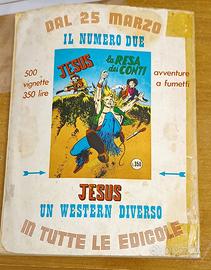 DAL 25 MARZO
IL NUMERO DUE
500
vignette
350 lire
JESUS
la RESA
dei CONTI
avventure
a fumetti
350
JESUS
UN WESTERN DIVERSO
IN TUTTE LE EDICOLE